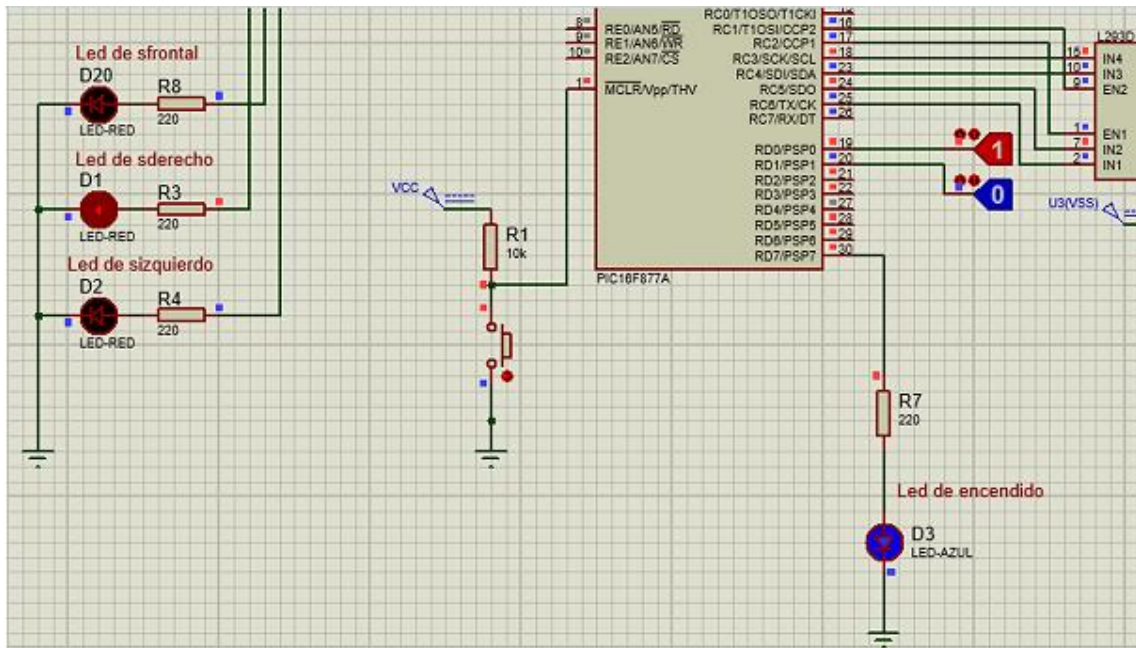 Led de sfrontal
D20
R8
LED-RED
220
Led de sderecho
D1
R3
LED-RED
220
Led de sizquierdo
D2
R4
LED-RED
220
VCC
R1
10k
8 RE0/AN5/RD
9 RE1/AN6/WR
10 RE2/AN7/CS
1 MCLR/Vpp/THV
RC0/T1OSO/T1CKI
RC1/T1OSI/CCP2 16
RC2/CCP1 17
RC3/SCK/SCL 18
RC4/SDI/SDA 23
RC5/SDO 24
RC6/TX/CK 25
RC7/RX/DT 26
RD0/PSP0 19
RD1/PSP1 20
RD2/PSP2 21
RD3/PSP3 22
RD4/PSP4 27
RD5/PSP5 28
RD6/PSP6 29
RD7/PSP7 30
PIC16F877A
1
0
L293D
15 IN4
10 IN3
9 EN2
1 EN1
7 IN2
2 IN1
U3(VSS)
R7
220
Led de encendido
D3
LED-AZUL